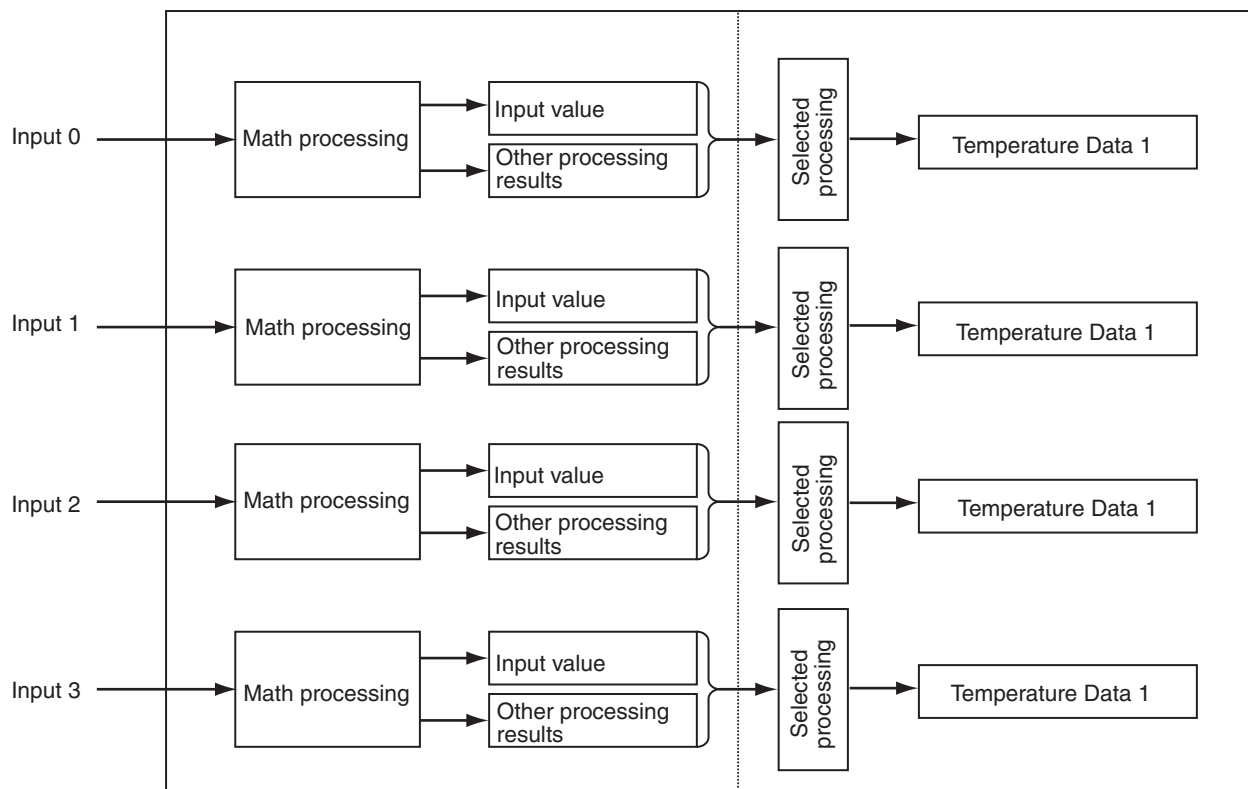 Input 0
Math processing
Input value
Other processing
results
Selected
processing
Temperature Data 1
Input 1
Math processing
Input value
Other processing
results
Selected
processing
Temperature Data 1
Input 2
Math processing
Input value
Other processing
results
Selected
processing
Temperature Data 1
Input 3
Math processing
Input value
Other processing
results
Selected
processing
Temperature Data 1